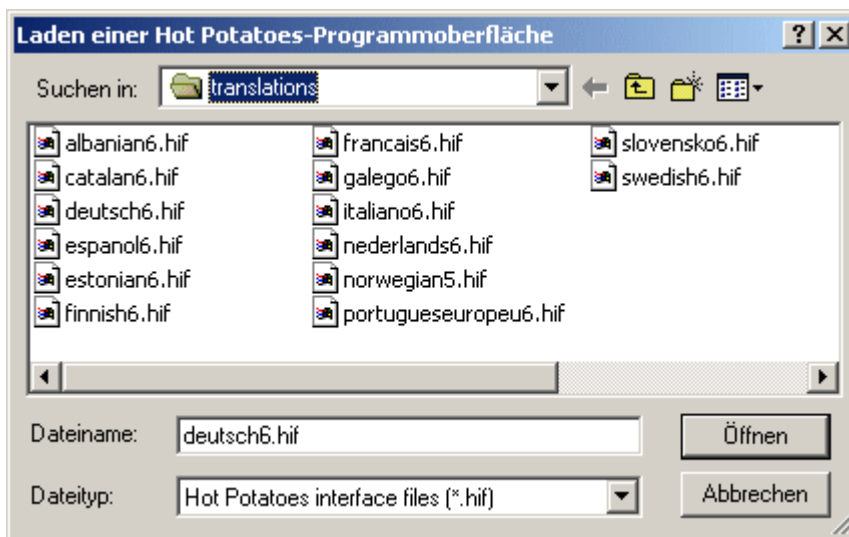 Laden einer Hot Potatoes-Programmoberfläche
Suchen in: translations
albanian6.hif francais6.hif slovensko6.hif
catalan6.hif galego6.hif swedish6.hif
deutsch6.hif italiano6.hif
espanol6.hif nederlands6.hif
estonian6.hif norwegian5.hif
finnish6.hif portugueseuropeu6.hif
Dateiname: deutsch6.hif Öffnen
Dateityp: Hot Potatoes interface files (*.hif) Abbrechen